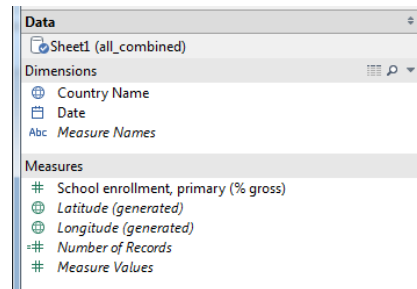 Data
Sheet1 (all_combined)
Dimensions
Country Name
Date
Abc Measure Names
Measures
School enrollment, primary (% gross)
Latitude (generated)
Longitude (generated)
Number of Records
Measure Values